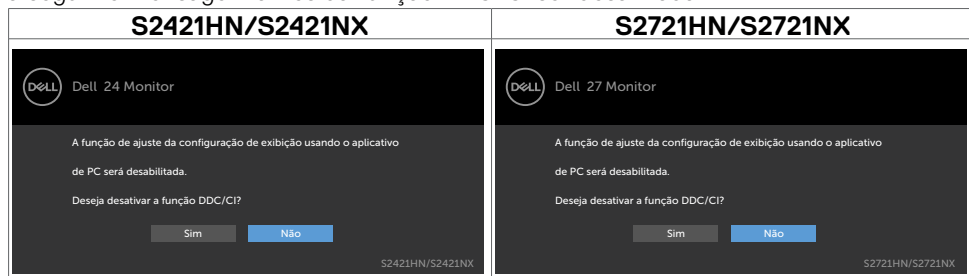 S2421HN/S2421NX
S2721HN/S2721NX
DELL
Dell 24 Monitor
A função de ajuste da configuração de exibição usando o aplicativo
de PC será desabilitada.
Deseja desativar a função DDC/CI?
Sim
Não
S2421HN/S2421NX
DELL
Dell 27 Monitor
A função de ajuste da configuração de exibição usando o aplicativo
de PC será desabilitada.
Deseja desativar a função DDC/CI?
Sim
Não
S2721HN/S2721NX